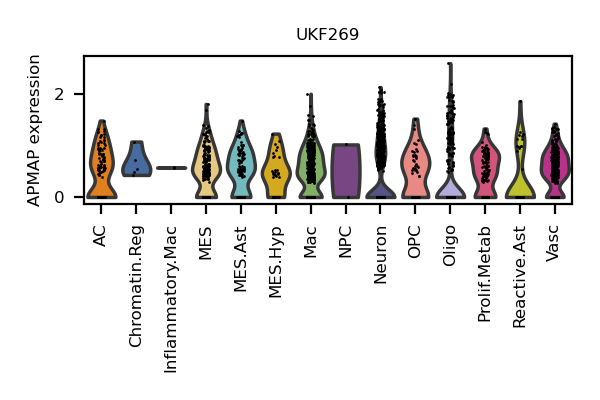 UKF269
APMAP expression
2
0
AC
Chromatin.Reg
Inflammatory.Mac
MES
MES.Ast
MES.Hyp
Mac
NPC
Neuron
OPC
Oligo
Prolif.Metab
Reactive.Ast
Vasc